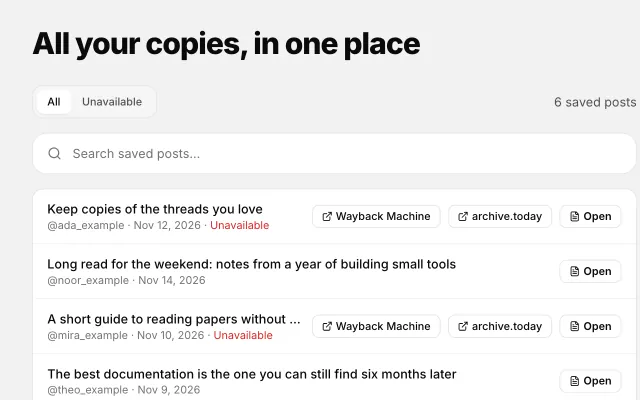 All your copies, in one place
All Unavailable 6 saved posts
Search saved posts...
Keep copies of the threads you love
@ada_example · Nov 12, 2026 · Unavailable
Wayback Machine archive.today Open
Long read for the weekend: notes from a year of building small tools
@noor_example · Nov 14, 2026
Open
A short guide to reading papers without ...
@mira_example · Nov 10, 2026 · Unavailable
Wayback Machine archive.today Open
The best documentation is the one you can still find six months later
@theo_example · Nov 9, 2026
Open